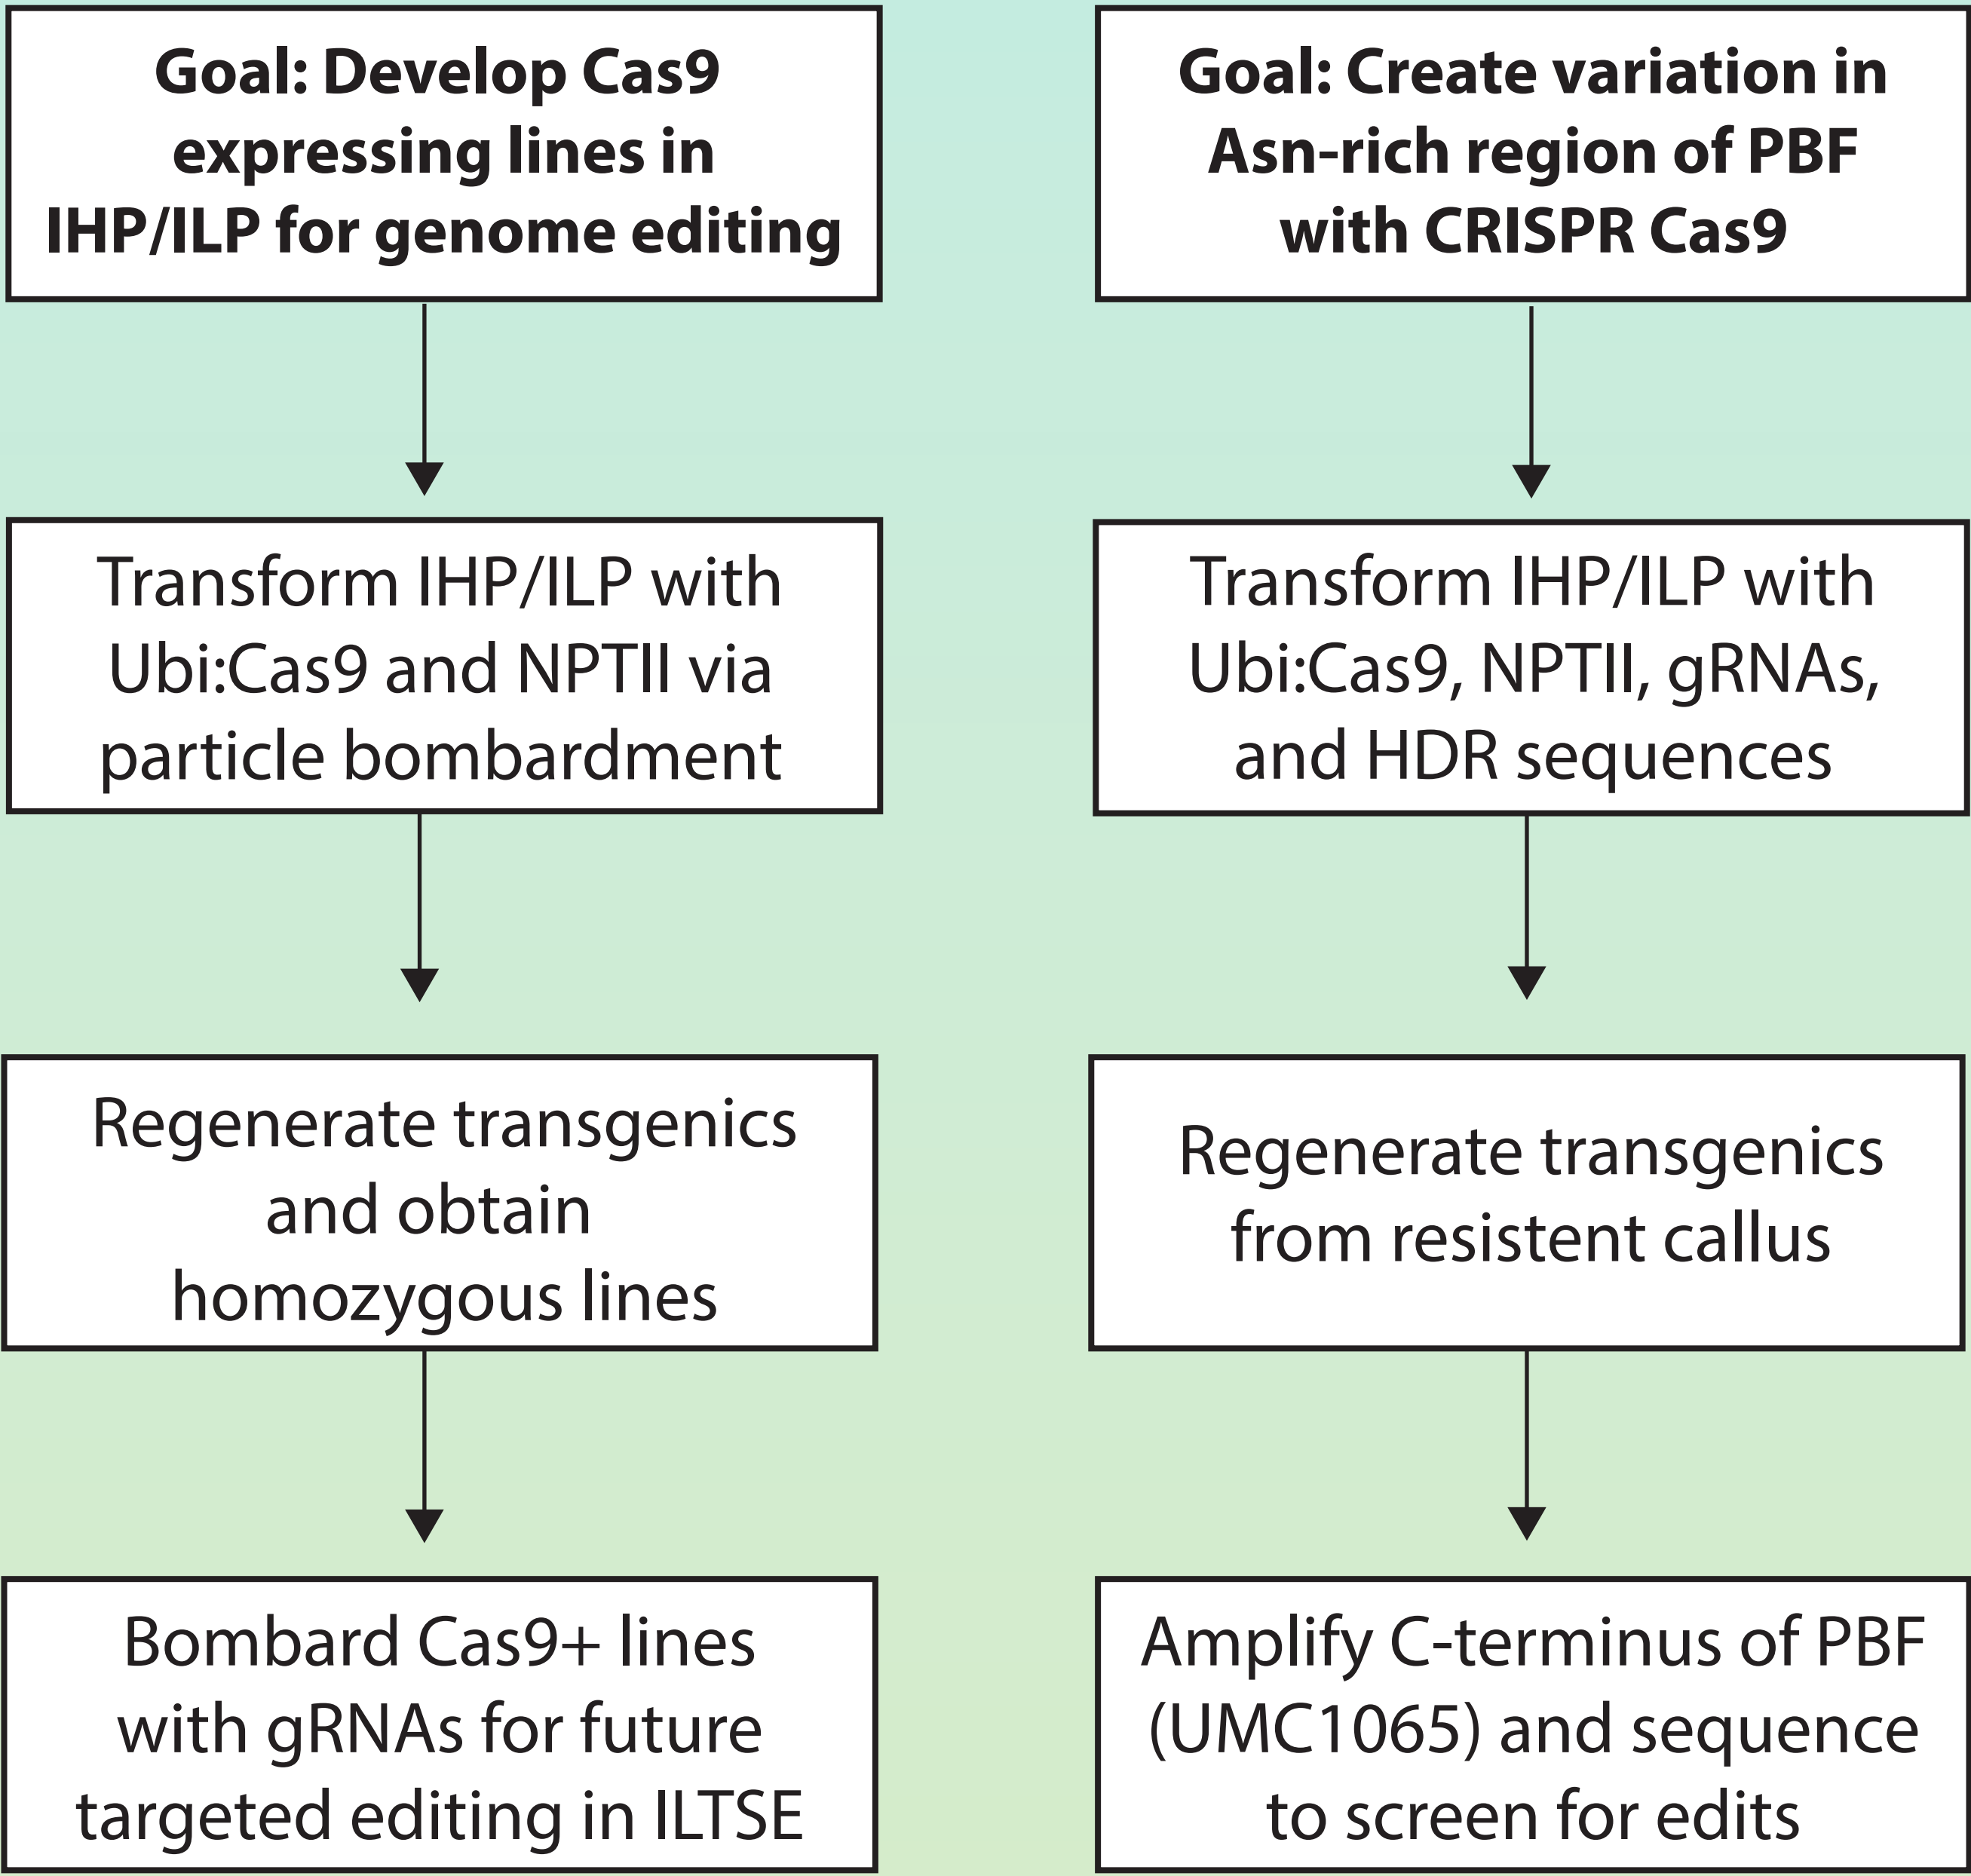 Goal: Develop Cas9
expressing lines in
IHP/ILP for genome editing
Transform IHP/ILP with
Ubi:Cas9 and NPTII via
particle bombardment
Regenerate transgenics
and obtain
homozygous lines
Bombard Cas9+ lines
with gRNAs for future
targeted editing in ILTSE
Goal: Create variation in
Asn-rich region of PBF
with CRISPR Cas9
Transform IHP/ILP with
Ubi:Cas9, NPTII, gRNAs,
and HDR sequences
Regenerate transgenics
from resistent callus
Amplify C-terminus of PBF
(UMC1065) and sequence
to screen for edits